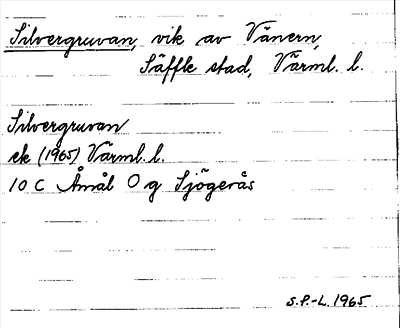 Silvergruvan, vik av Vänern,
Säffle stad, Värml. l.
Silvergruvan
ek (1965) Värml. l.
10 C Åmål O g Sjögerås
S.P.-L. 1965